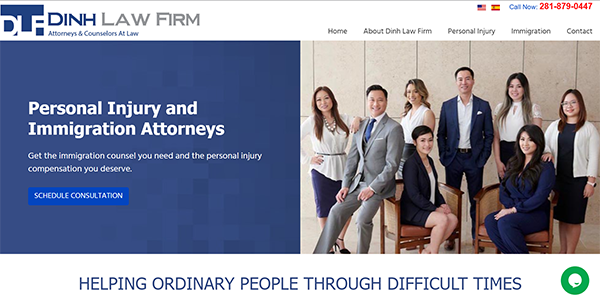 Call Now: 281-879-0447
DLF DINH LAW FIRM
Attorneys & Counselors At Law
Home About Dinh Law Firm Personal Injury Immigration Contact
Personal Injury and
Immigration Attorneys
Get the immigration counsel you need and the personal injury
compensation you deserve.
SCHEDULE CONSULTATION
HELPING ORDINARY PEOPLE THROUGH DIFFICULT TIMES